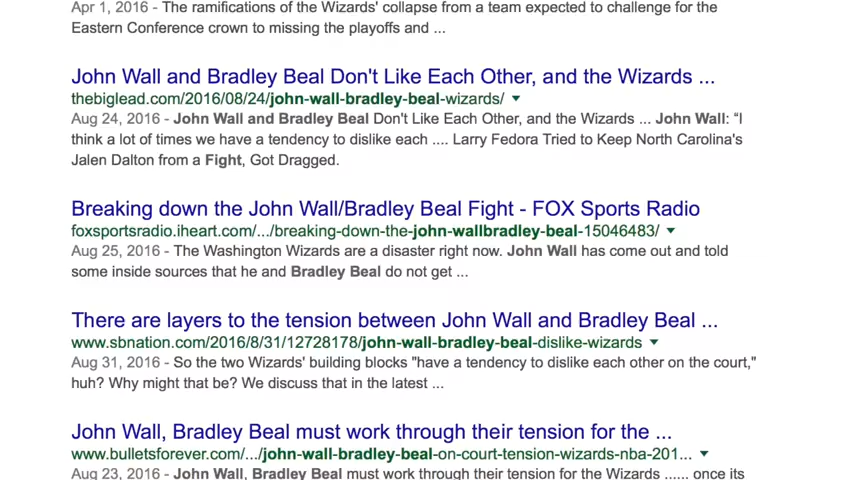 Apr 1, 2016 - The ramifications of the Wizards' collapse from a team expected to challenge for the
Eastern Conference crown to missing the playoffs and ...
John Wall and Bradley Beal Don't Like Each Other, and the Wizards ...
thebiglead.com/2016/08/24/john-wall-bradley-beal-wizards/
Aug 24, 2016 - John Wall and Bradley Beal Don't Like Each Other, and the Wizards ... John Wall: “I
think a lot of times we have a tendency to dislike each .... Larry Fedora Tried to Keep North Carolina's
Jalen Dalton from a Fight, Got Dragged.
Breaking down the John Wall/Bradley Beal Fight - FOX Sports Radio
foxsportsradio.iheart.com/.../breaking-down-the-john-wallbradley-beal-15046483/
Aug 25, 2016 - The Washington Wizards are a disaster right now. John Wall has come out and told
some inside sources that he and Bradley Beal do not get ...
There are layers to the tension between John Wall and Bradley Beal ...
www.sbnation.com/2016/8/31/12728178/john-wall-bradley-beal-dislike-wizards
Aug 31, 2016 - So the two Wizards' building blocks "have a tendency to dislike each other on the court,"
huh? Why might that be? We discuss that in the latest ...
John Wall, Bradley Beal must work through their tension for the ...
www.bulletsforever.com/.../john-wall-bradley-beal-on-court-tension-wizards-nba-201...
Aug 23, 2016 - John Wall, Bradley Beal must work through their tension for the Wizards ...... once its